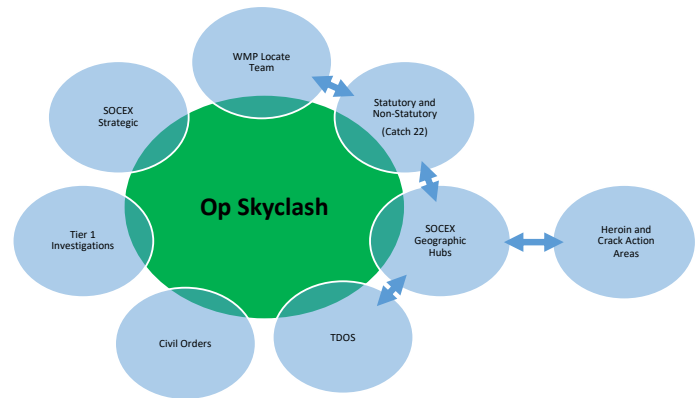 WMP Locate
Team
SOCEX
Strategic
Statutory and
Non-Statutory
(Catch 22)
Op Skyclash
Tier 1
Investigations
SOCEX
Geographic
Hubs
Heroin and
Crack Action
Areas
Civil Orders
TDOS